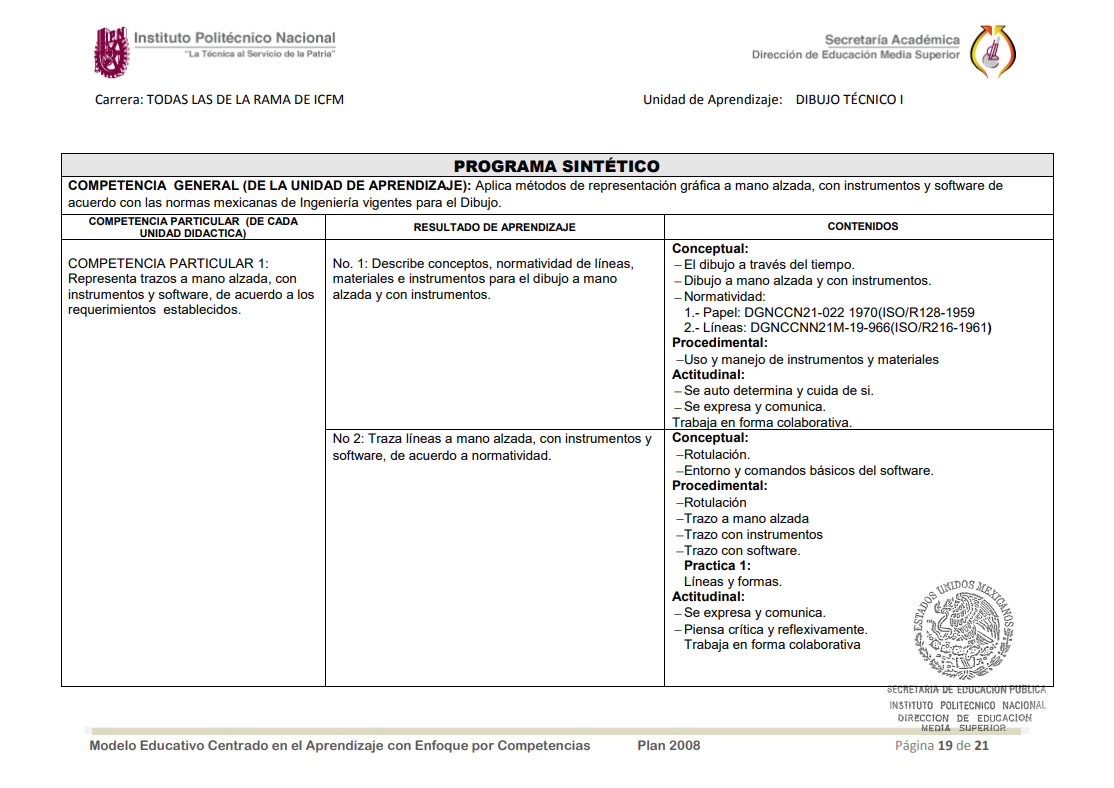 Instituto Politécnico Nacional
"La Técnica al Servicio de la Patria"
Secretaría Académica
Dirección de Educación Media Superior
Carrera: TODAS LAS DE LA RAMA DE ICFM
Unidad de Aprendizaje: DIBUJO TÉCNICO I
PROGRAMA SINTÉTICO
COMPETENCIA GENERAL (DE LA UNIDAD DE APRENDIZAJE): Aplica métodos de representación gráfica a mano alzada, con instrumentos y software de
acuerdo con las normas mexicanas de Ingeniería vigentes para el Dibujo.
COMPETENCIA PARTICULAR (DE CADA
UNIDAD DIDACTICA)
RESULTADO DE APRENDIZAJE
CONTENIDOS
COMPETENCIA PARTICULAR 1:
Representa trazos a mano alzada, con
instrumentos y software, de acuerdo a los
requerimientos establecidos.
No. 1: Describe conceptos, normatividad de líneas,
materiales e instrumentos para el dibujo a mano
alzada y con instrumentos.
Conceptual:
– El dibujo a través del tiempo.
– Dibujo a mano alzada y con instrumentos.
– Normatividad:
1.- Papel: DGNCCN21-022 1970(ISO/R128-1959
2.- Líneas: DGNCCNN21M-19-966(ISO/R216-1961)
Procedimental:
–Uso y manejo de instrumentos y materiales
Actitudinal:
– Se auto determina y cuida de si.
– Se expresa y comunica.
Trabaja en forma colaborativa.
No 2: Traza líneas a mano alzada, con instrumentos y
software, de acuerdo a normatividad.
Conceptual:
–Rotulación.
–Entorno y comandos básicos del software.
Procedimental:
–Rotulación
–Trazo a mano alzada
–Trazo con instrumentos
–Trazo con software.
Practica 1:
Líneas y formas.
Actitudinal:
– Se expresa y comunica.
– Piensa crítica y reflexivamente.
Trabaja en forma colaborativa
ESTADOS UNIDOS MEXICANOS
SECRETARIA DE EDUCACION PUBLICA
INSTITUTO POLITECNICO NACIONAL
DIRECCION DE EDUCACION
MEDIA SUPERIOR
Modelo Educativo Centrado en el Aprendizaje con Enfoque por Competencias
Plan 2008
Página 19 de 21